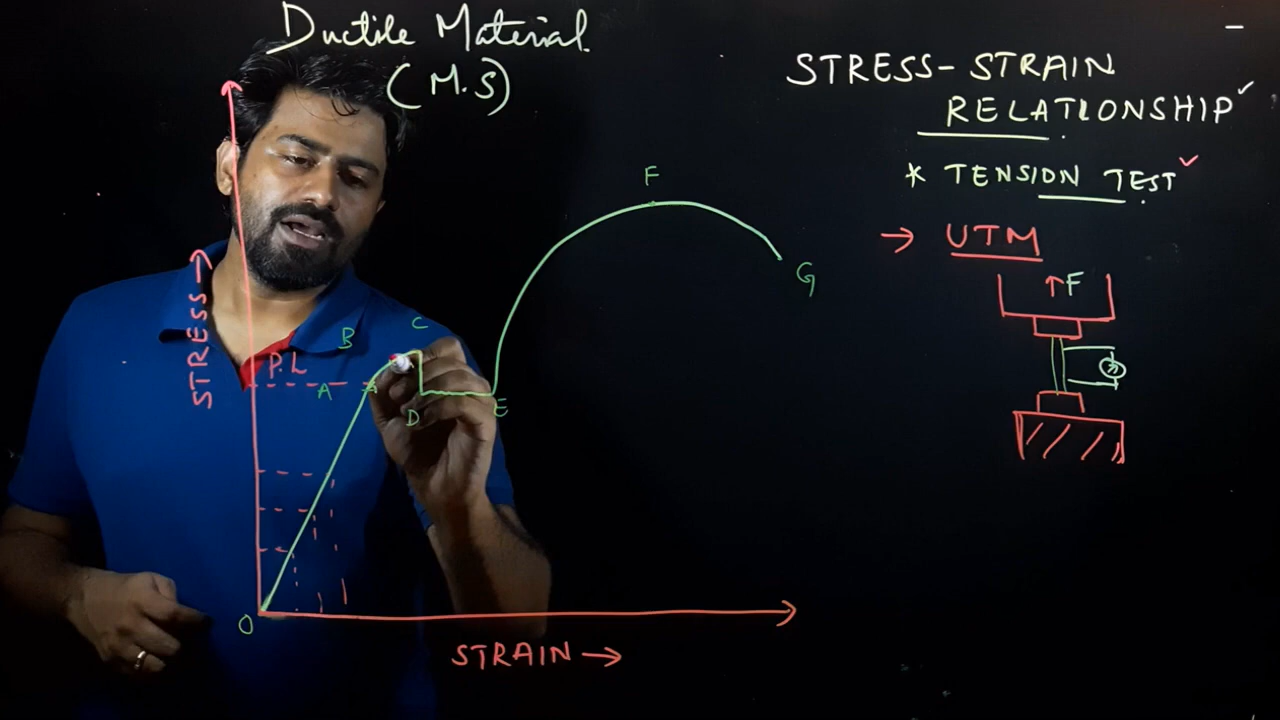 Ductile Material
(M.S)
STRESS-STRAIN
RELATIONSHIP
* TENSION TEST
→ UTM
↑F
F
G
C
B
P.L
A
D
E
STRESS→
O
STRAIN →